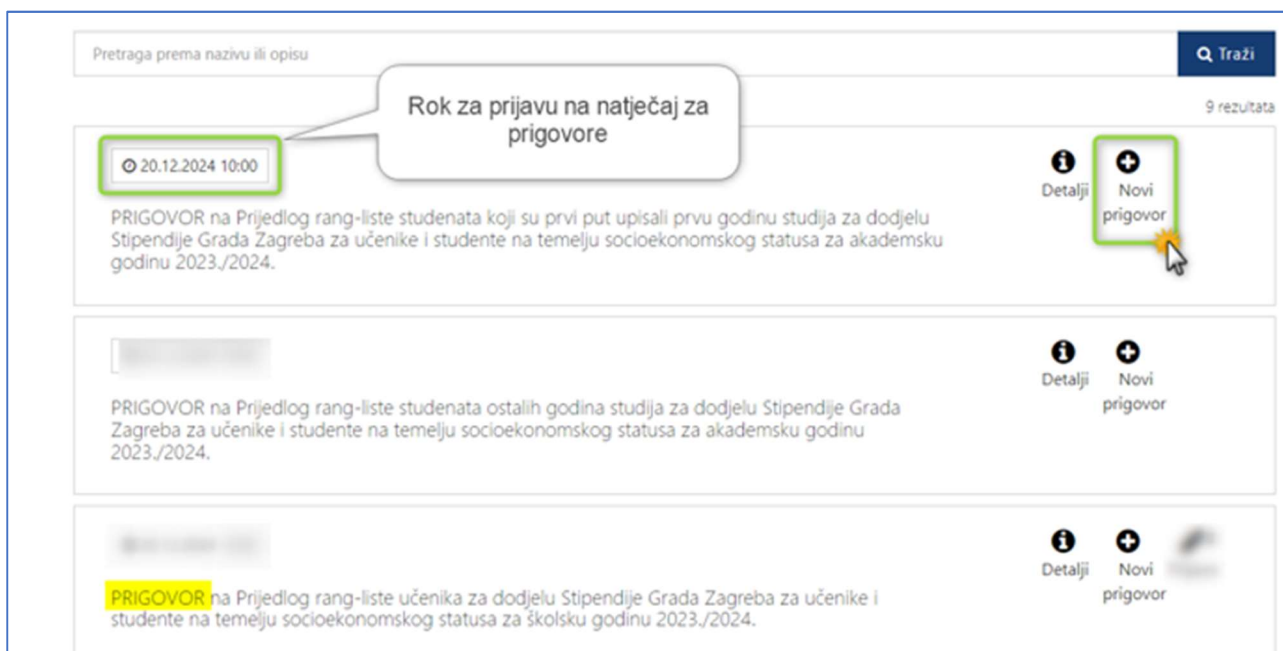 Pretraga prema nazivu ili opisu
Traži
Rok za prijavu na natječaj za
prigovore
9 rezultata
20.12.2024 10:00
Detalji
Novi
prigovor
PRIGOVOR na Prijedlog rang-liste studenata koji su prvi put upisali prvu godinu studija za dodjelu
Stipendije Grada Zagreba za učenike i studente na temelju socioekonomskog statusa za akademsku
godinu 2023./2024.
Detalji
Novi
prigovor
PRIGOVOR na Prijedlog rang-liste studenata ostalih godina studija za dodjelu Stipendije Grada
Zagreba za učenike i studente na temelju socioekonomskog statusa za akademsku godinu
2023./2024.
Detalji
Novi
prigovor
PRIGOVOR na Prijedlog rang-liste učenika za dodjelu Stipendije Grada Zagreba za učenike i
studente na temelju socioekonomskog statusa za školsku godinu 2023./2024.